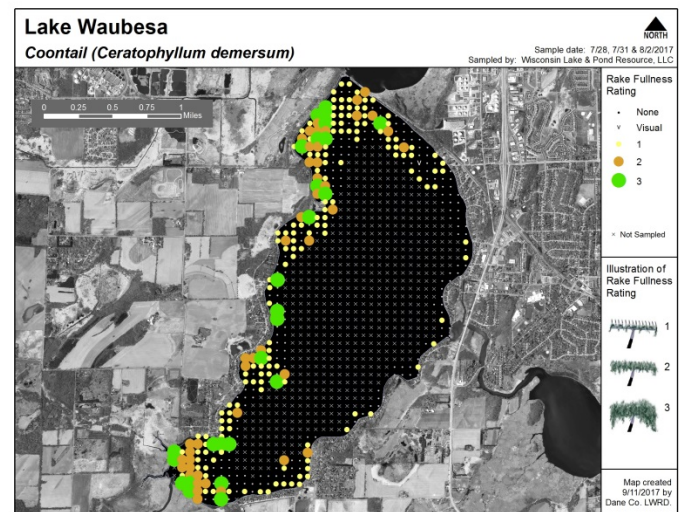 Lake Waubesa
Coontail (Ceratophyllum demersum)
NORTH
Sample date: 7/28, 7/31 & 8/2/2017
Sampled by: Wisconsin Lake & Pond Resource, LLC
0 0.25 0.5 0.75 1
Miles
Rake Fullness
Rating
None
v Visual
1
2
3
× Not Sampled
Illustration of
Rake Fullness
Rating
1
2
3
Map created
9/11/2017 by
Dane Co. LWRD.